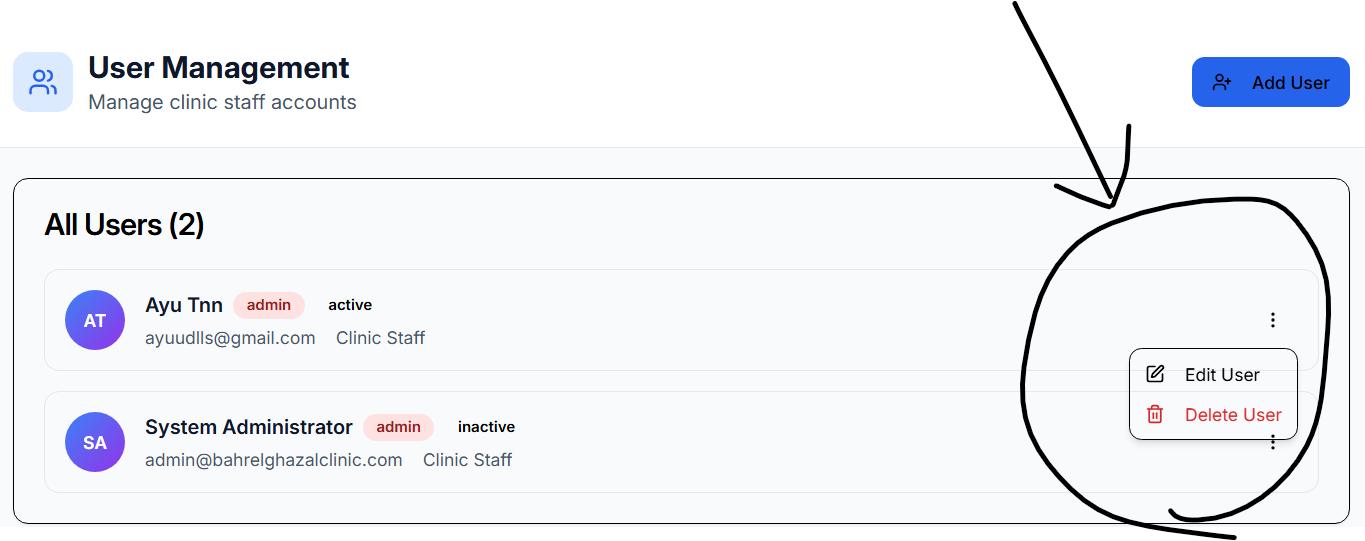 User Management
Manage clinic staff accounts
Add User
All Users (2)
AT
Ayu Tnn admin active
ayuudlls@gmail.com Clinic Staff
Edit User
Delete User
SA
System Administrator admin inactive
admin@bahrelghazalclinic.com Clinic Staff